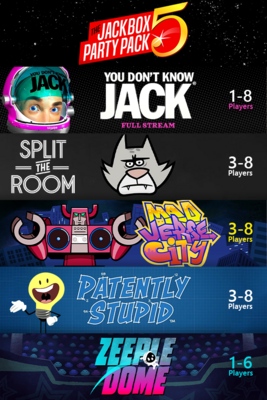 THE JACKBOX
PARTY PACK 5
YOU DON'T KNOW
JACK
FULL STREAM
1-8
Players
SPLIT
THE
ROOM
3-8
Players
MAD
VERSE
CITY
3-8
Players
PATENTLY
STUPID
3-8
Players
ZEEPLE
DOME
1-6
Players